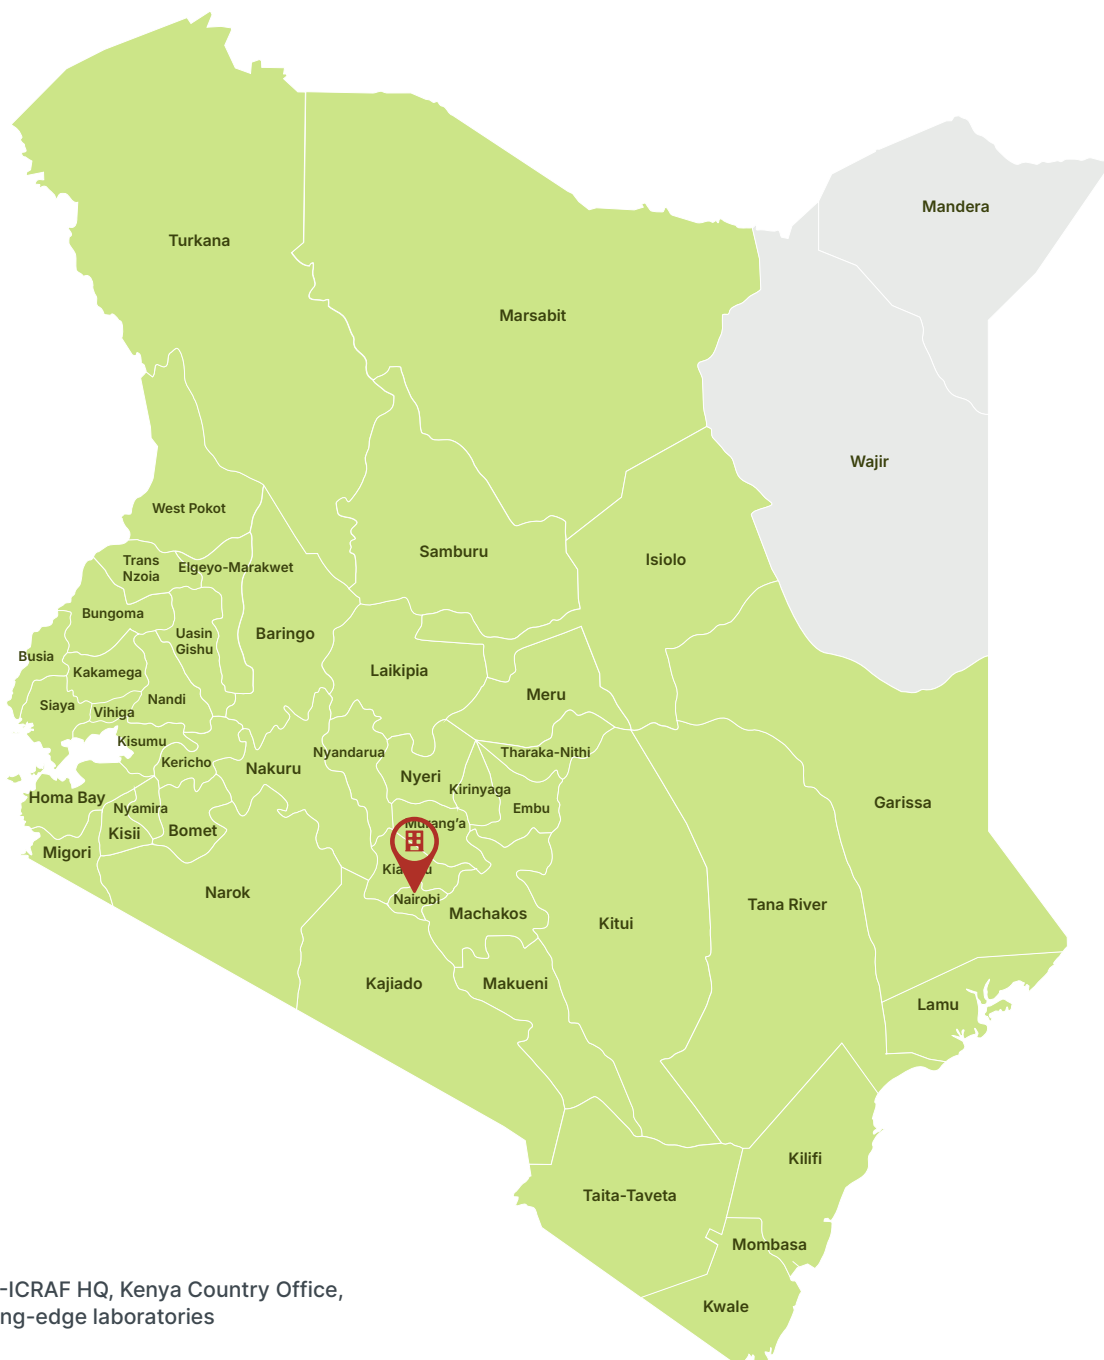 Mandera
Turkana
Marsabit
Wajir
West Pokot
Samburu
Isiolo
Trans
Nzoia
Elgeyo-Marakwet
Bungoma
Uasin
Gishu
Baringo
Busia
Kakamega
Laikipia
Meru
Siaya
Vihiga
Nandi
Kisumu
Nyandarua
Tharaka-Nithi
Kericho
Nakuru
Nyeri
Kirinyaga
Homa Bay
Nyamira
Embu
Garissa
Kisii
Bomet
Murang’a
Migori
Kiambu
Narok
Nairobi
Machakos
Kitui
Tana River
Kajiado
Makueni
Lamu
Kilifi
Taita-Taveta
Mombasa
Kwale
-ICRAF HQ, Kenya Country Office,
ng-edge laboratories